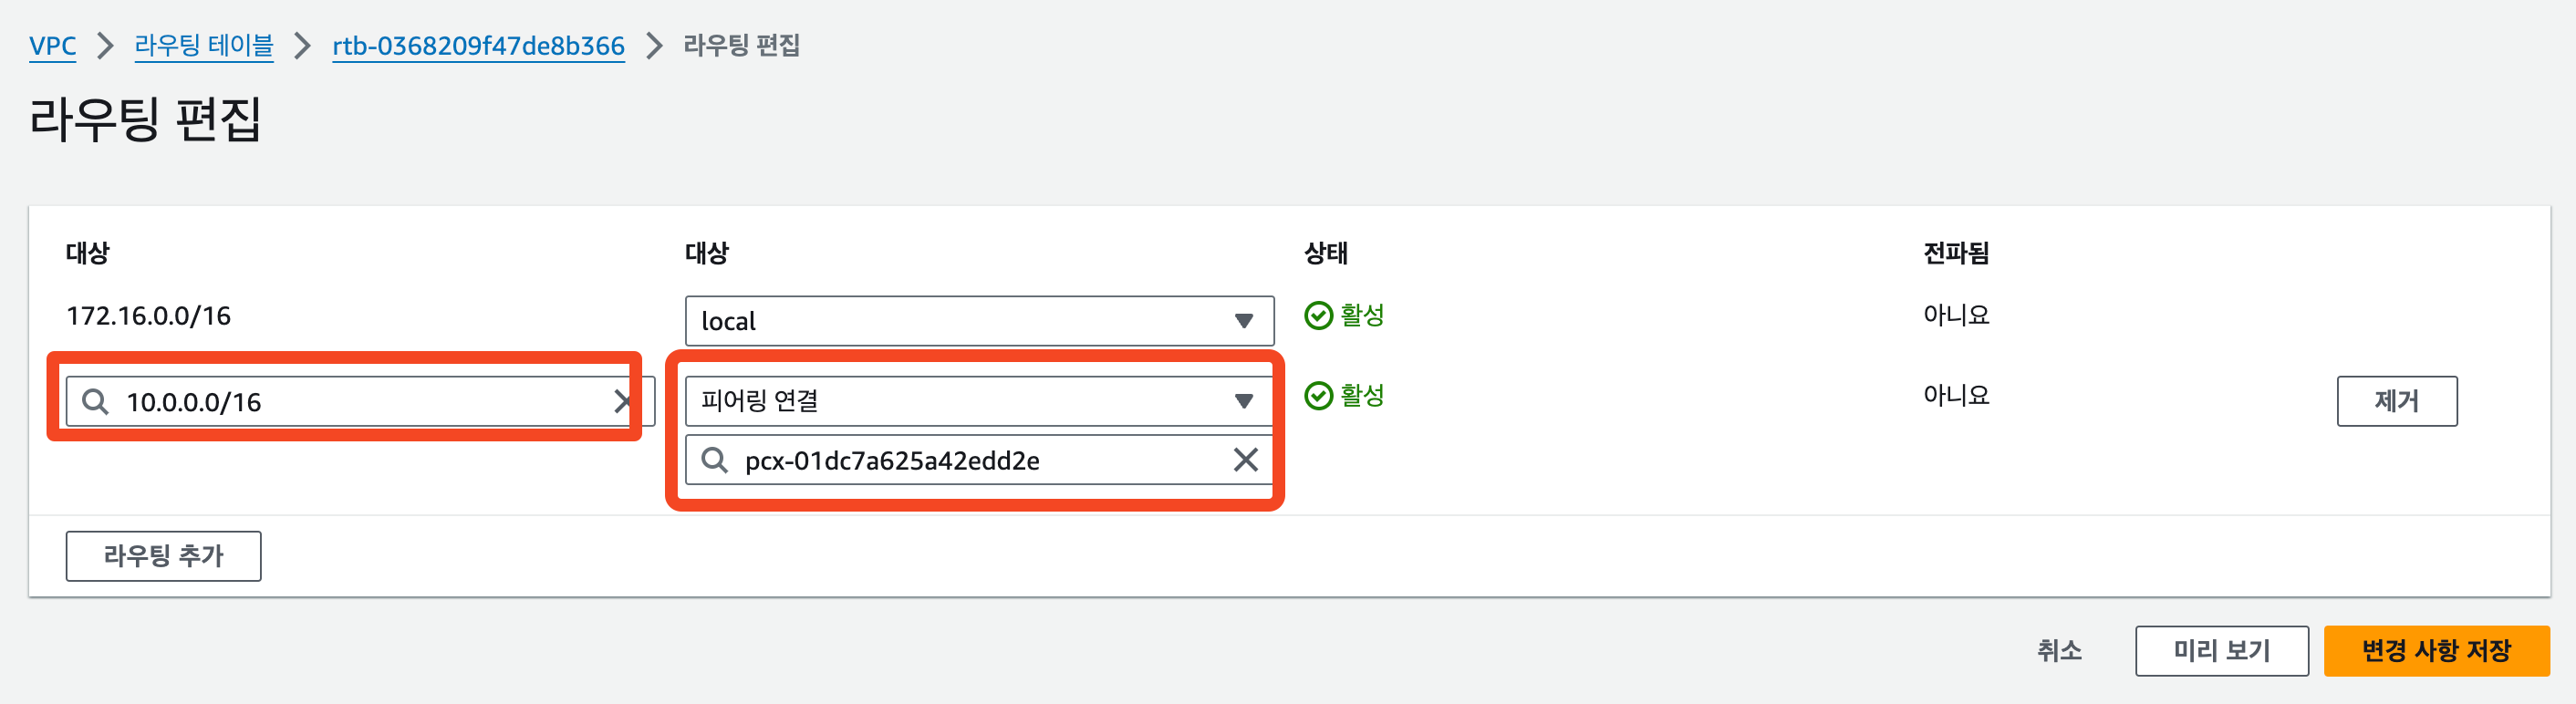 VPC > 라우팅 테이블 > rtb-0368209f47de8b366 > 라우팅 편집
라우팅 편집
대상 대상 상태 전파됨
172.16.0.0/16 local 활성 아니요
10.0.0.0/16 피어링 연결 활성 아니요 제거
pcx-01dc7a625a42edd2e
라우팅 추가
취소 미리 보기 변경 사항 저장